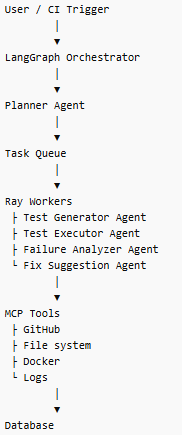 User / CI Trigger
LangGraph Orchestrator
Planner Agent
Task Queue
Ray Workers
├ Test Generator Agent
├ Test Executor Agent
├ Failure Analyzer Agent
└ Fix Suggestion Agent
MCP Tools
├ GitHub
├ File system
├ Docker
└ Logs
Database